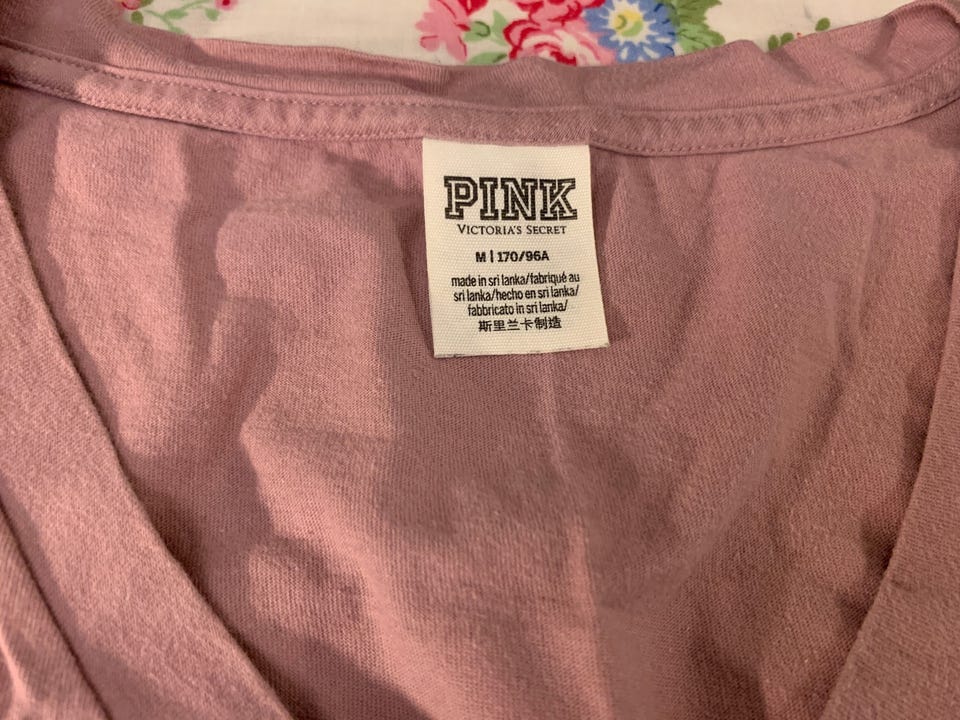 PINK
VICTORIA'S SECRET
M | 170/96A
made in sri lanka/fabriqué au
sri lanka/hecho en sri lanka/
fabbricato in sri lanka/
斯里兰卡制造